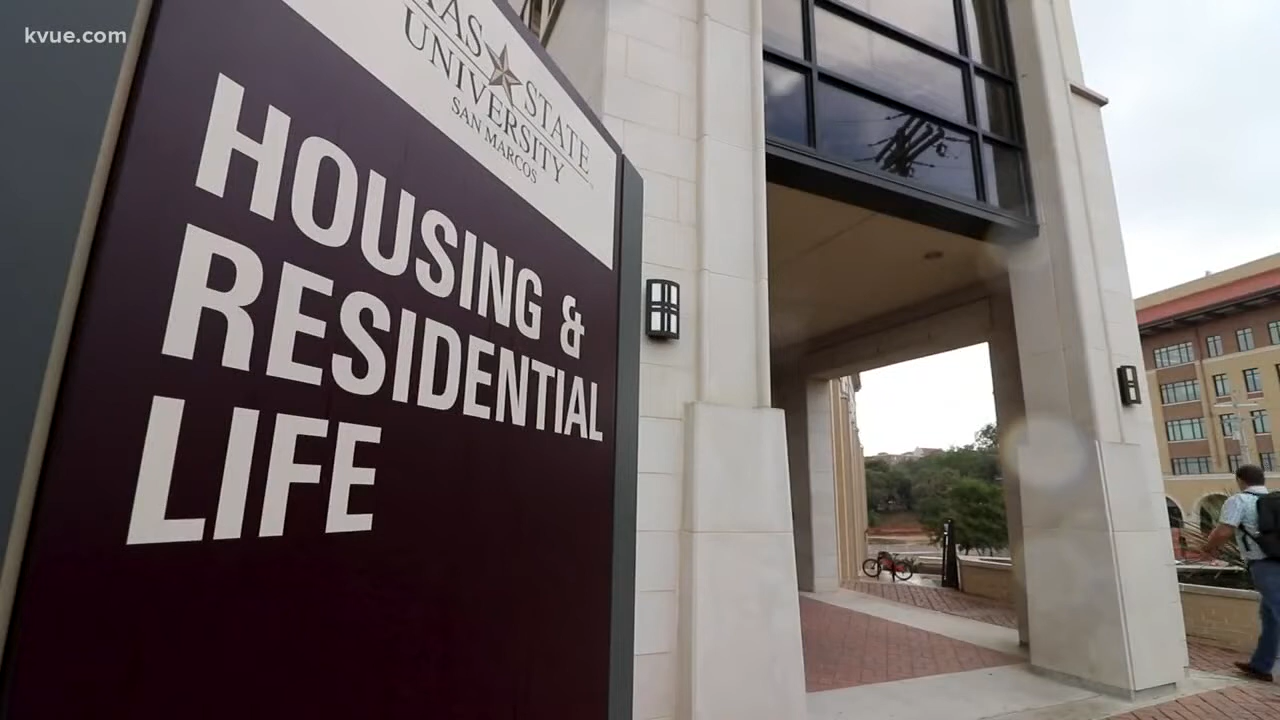 kvue.com
STATE
UNIVERSITY
SAN MARCOS
HOUSING &
RESIDENTIAL
LIFE